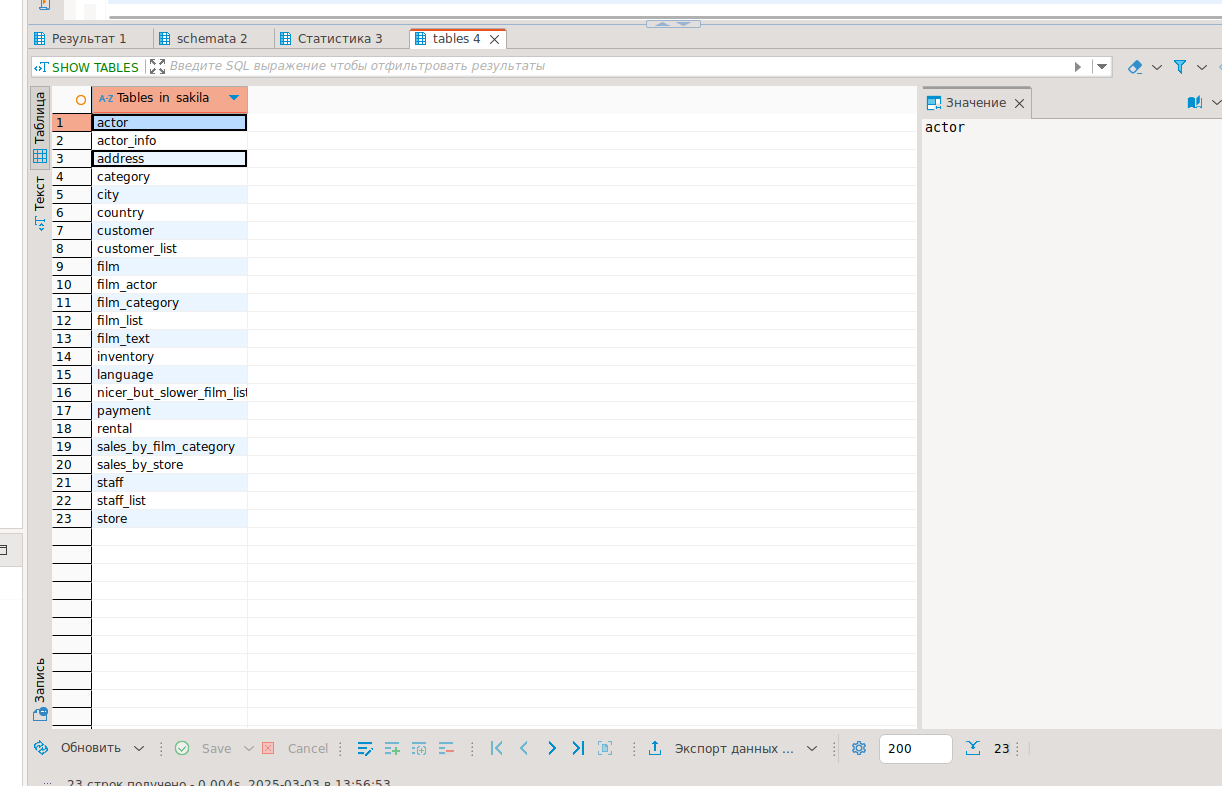 Результат 1
schemata 2
Статистика 3
tables 4
SHOW TABLES
Введите SQL выражение чтобы отфильтровать результаты
Таблица
Текст
Запись
A-Z Tables in sakila
1 actor
2 actor_info
3 address
4 category
5 city
6 country
7 customer
8 customer_list
9 film
10 film_actor
11 film_category
12 film_list
13 film_text
14 inventory
15 language
16 nicer_but_slower_film_list
17 payment
18 rental
19 sales_by_film_category
20 sales_by_store
21 staff
22 staff_list
23 store
Значение
actor
Обновить
Save
Cancel
Экспорт данных ...
200
23
23 строк получено - 0.004s, 2025-03-03 в 13:56:53